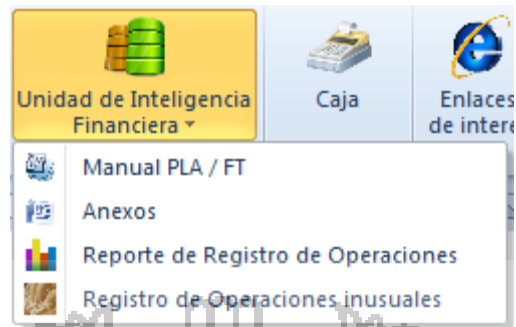 Unidad de Inteligencia
Financiera
Caja
Enlaces
de intere
Manual PLA / FT
Anexos
Reporte de Registro de Operaciones
Registro de Operaciones inusuales